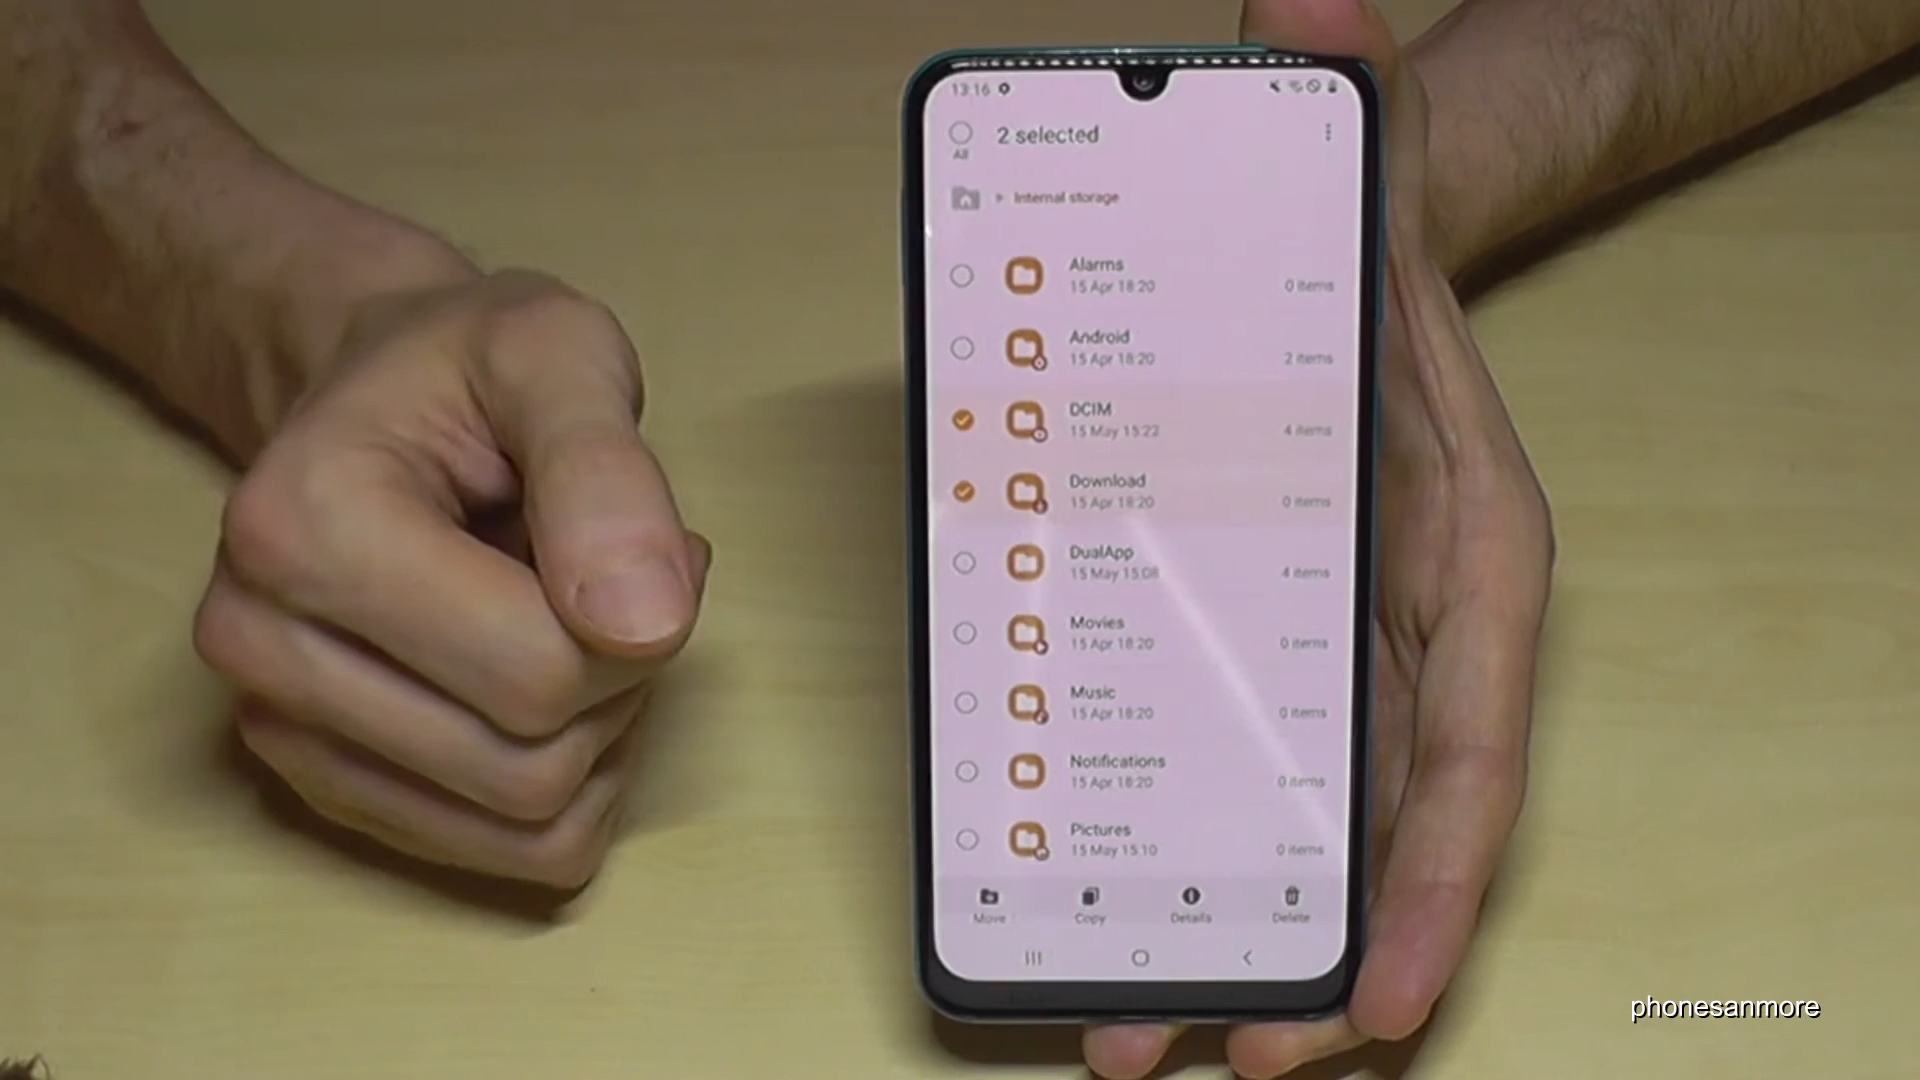 13:16
2 selected
All
Internal storage
Alarms
15 Apr 18:20
0 items
Android
15 Apr 18:20
2 items
DCIM
15 May 15:22
4 items
Download
15 Apr 18:20
0 items
DualApp
15 May 15:08
4 items
Movies
15 Apr 18:20
0 items
Music
15 Apr 18:20
0 items
Notifications
15 Apr 18:20
0 items
Pictures
15 May 15:10
0 items
Move
Copy
Details
Delete
phonesanmore